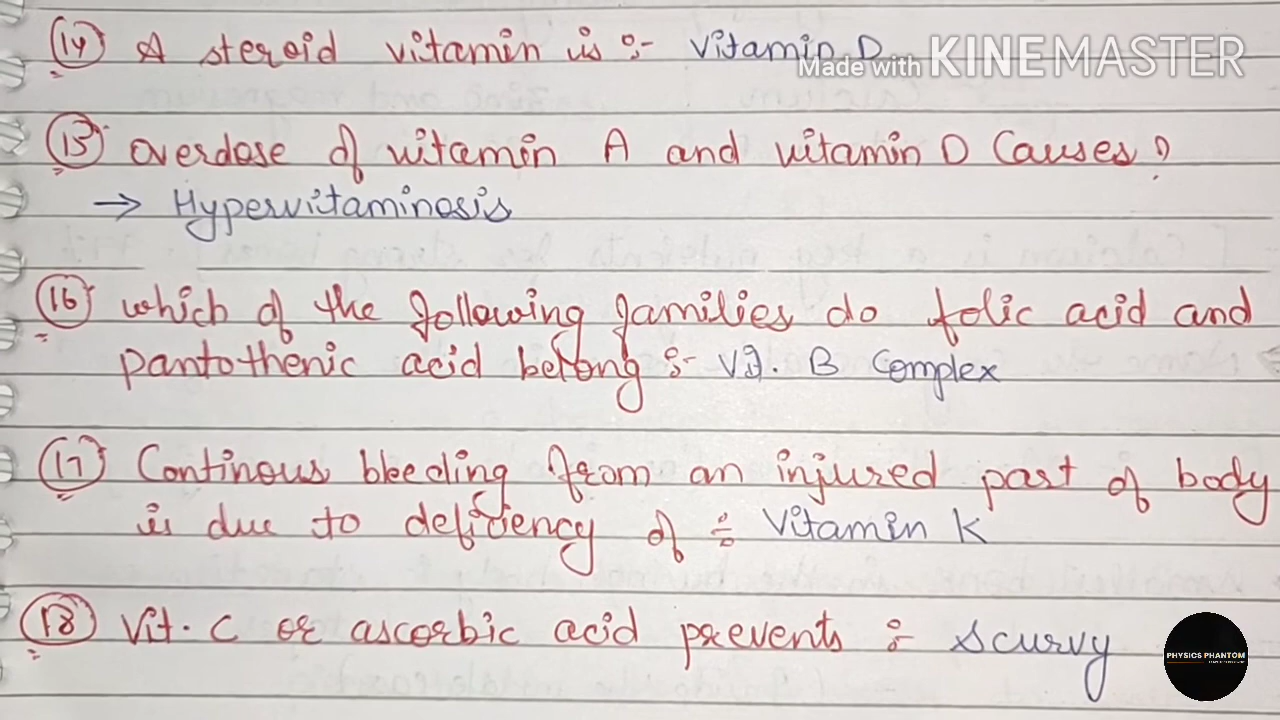 (14) A steroid vitamin is :- Vitamin D
Made with KINEMASTER
(15) Overdose of vitamin A and vitamin D Causes?
→ Hypervitaminosis
(16) which of the following families do folic acid and
pantothenic acid belong :- Vit. B Complex
(17) Continous bleeding from an injured part of body
is due to deficiency of :- Vitamin K
(18) Vit. C or ascorbic acid prevents :- Scurvy
PHYSICS PHANTOM